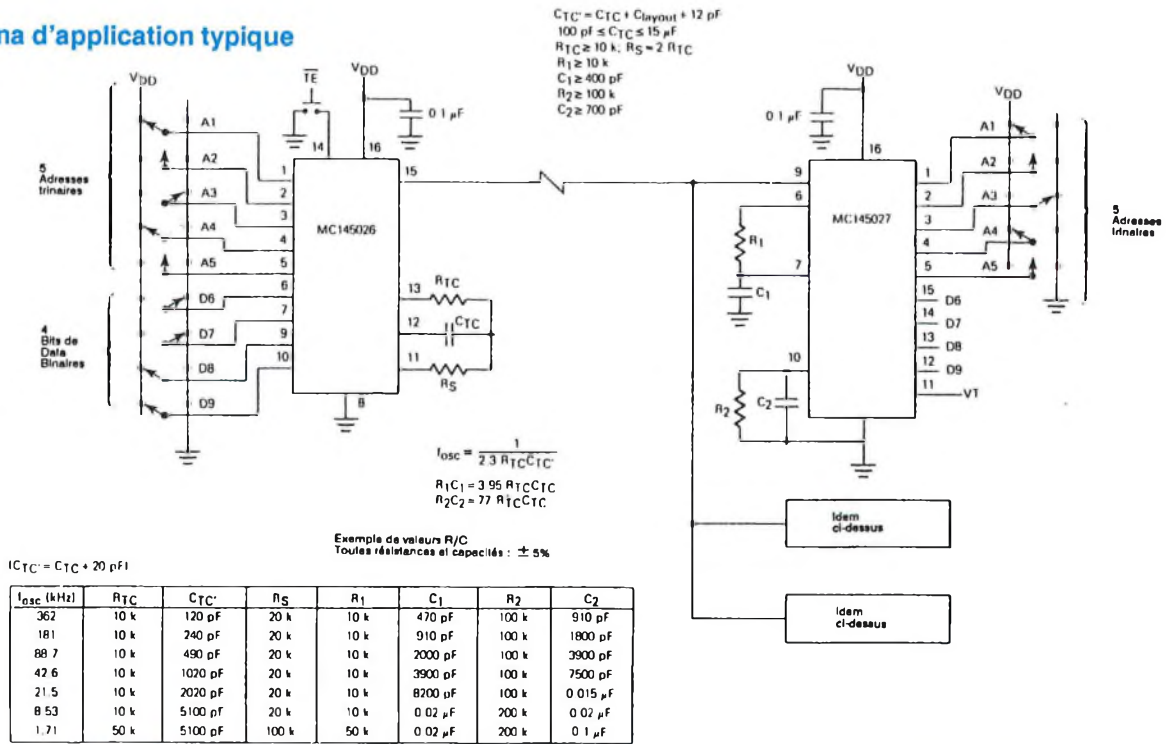 na d'application typique
CTC' = CTC + Clayout + 12 pF
100 pF ≤ CTC ≤ 15 µF
RTC ≥ 10 k; RS = 2 RTC
R1 ≥ 10 k
C1 ≥ 400 pF
R2 ≥ 100 k
C2 ≥ 700 pF
VDD
TE
VDD
0 1 µF
14
16
15
5
Adresses
trinaires
A1
A2
A3
A4
A5
1
2
3
4
5
MC145026
4
Bits de
Data
Binaires
D6
D7
D8
D9
6
7
9
10
13
RTC
12
CTC
11
RS
8
VDD
0 1 µF
VDD
16
9
6
R1
7
C1
10
R2
C2
MC145027
1
2
3
4
5
A1
A2
A3
A4
A5
5
Adresses
trinaires
15
D6
14
D7
13
D8
12
D9
11
VT
fosc = 1 / 2 3 RTCCTC'
R1C1 = 3 95 RTCCTC
R2C2 = 77 RTCCTC
Idem
ci-dessus
Idem
ci-dessus
Exemple de valeurs R/C
Toutes résistances et capacités : ± 5%
(CTC' = CTC + 20 pF)
fosc (kHz) RTC CTC' RS R1 C1 R2 C2
362 10 k 120 pF 20 k 10 k 470 pF 100 k 910 pF
181 10 k 240 pF 20 k 10 k 910 pF 100 k 1800 pF
88 7 10 k 490 pF 20 k 10 k 2000 pF 100 k 3900 pF
42 6 10 k 1020 pF 20 k 10 k 3900 pF 100 k 7500 pF
21.5 10 k 2020 pF 20 k 10 k 8200 pF 100 k 0 015 µF
8 53 10 k 5100 pF 20 k 10 k 0 02 µF 200 k 0 02 µF
1.71 50 k 5100 pF 100 k 50 k 0 02 µF 200 k 0 1 µF